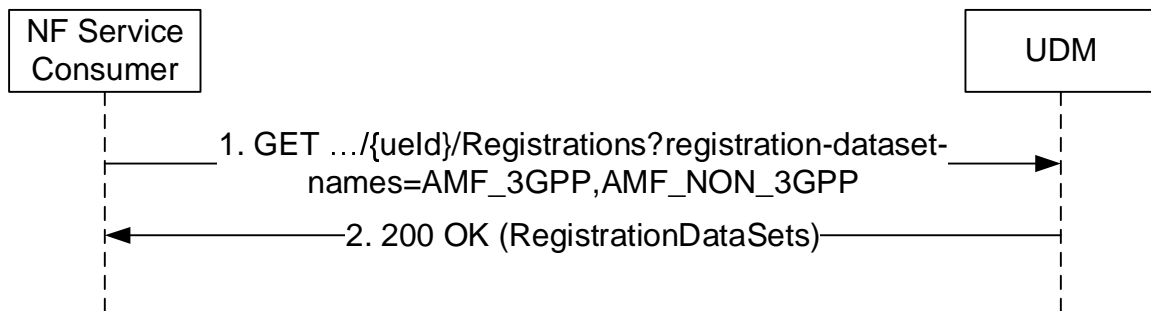 NF Service
Consumer
UDM
1. GET …/{ueId}/Registrations?registration-dataset-
names=AMF_3GPP,AMF_NON_3GPP
2. 200 OK (RegistrationDataSets)